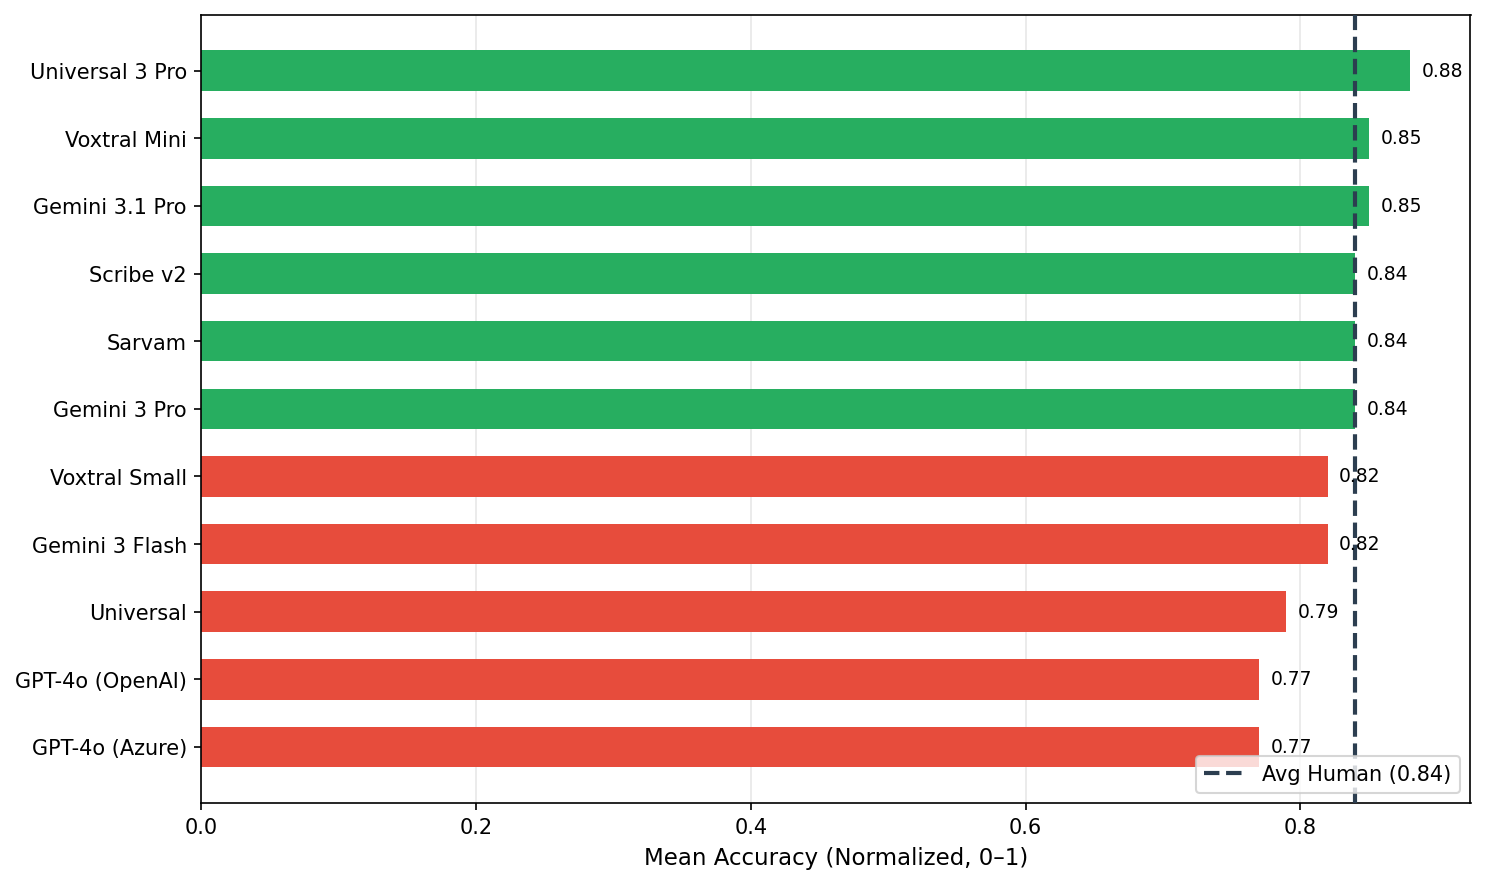 Universal 3 Pro 0.88
Voxtral Mini 0.85
Gemini 3.1 Pro 0.85
Scribe v2 0.84
Sarvam 0.84
Gemini 3 Pro 0.84
Voxtral Small 0.82
Gemini 3 Flash 0.82
Universal 0.79
GPT-4o (OpenAI) 0.77
GPT-4o (Azure) 0.77
Avg Human (0.84)
0.0 0.2 0.4 0.6 0.8
Mean Accuracy (Normalized, 0–1)